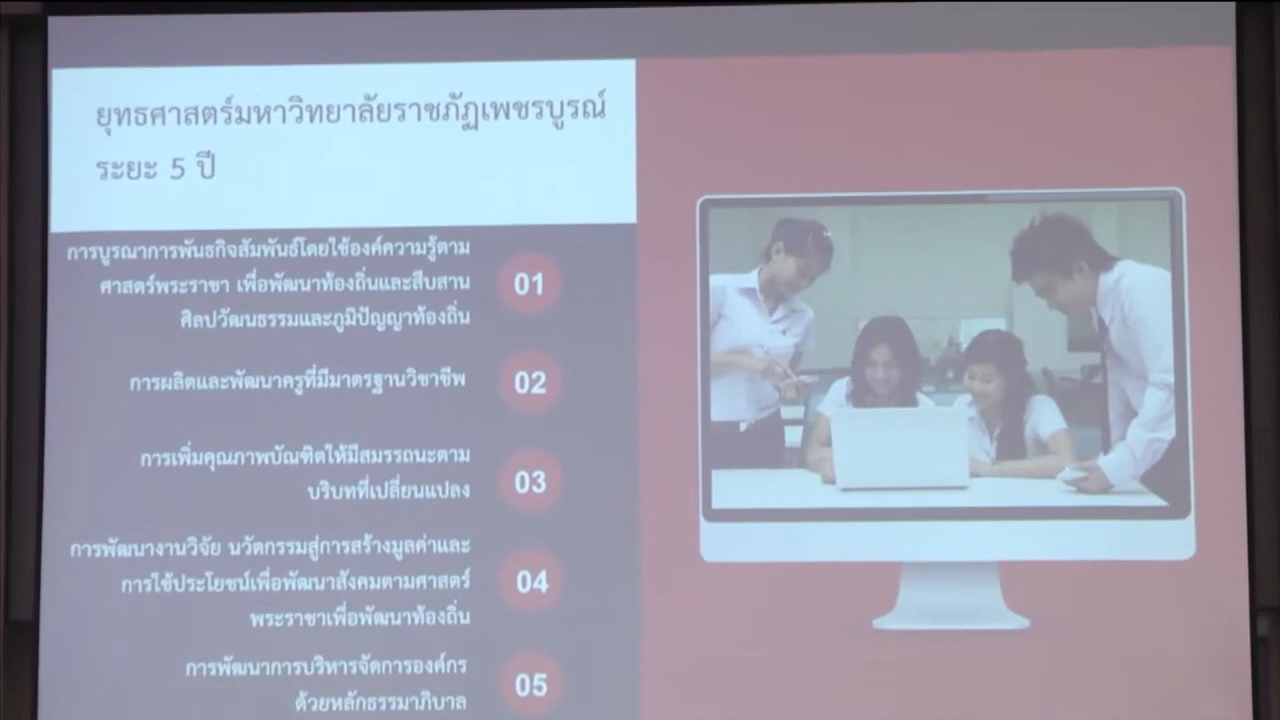 ยุทธศาสตร์มหาวิทยาลัยราชภัฏเพชรบูรณ์
ระยะ 5 ปี
การบูรณาการพันธกิจสัมพันธ์โดยใช้องค์ความรู้ตาม
ศาสตร์พระราชา เพื่อพัฒนาท้องถิ่นและสืบสาน
ศิลปวัฒนธรรมและภูมิปัญญาท้องถิ่น
01
การผลิตและพัฒนาครูที่มีมาตรฐานวิชาชีพ
02
การเพิ่มคุณภาพบัณฑิตให้มีสมรรถนะตาม
บริบทที่เปลี่ยนแปลง
03
การพัฒนางานวิจัย นวัตกรรมสู่การสร้างมูลค่าและ
การใช้ประโยชน์เพื่อพัฒนาสังคมตามศาสตร์
พระราชาเพื่อพัฒนาท้องถิ่น
04
การพัฒนาการบริหารจัดการองค์กร
ด้วยหลักธรรมาภิบาล
05